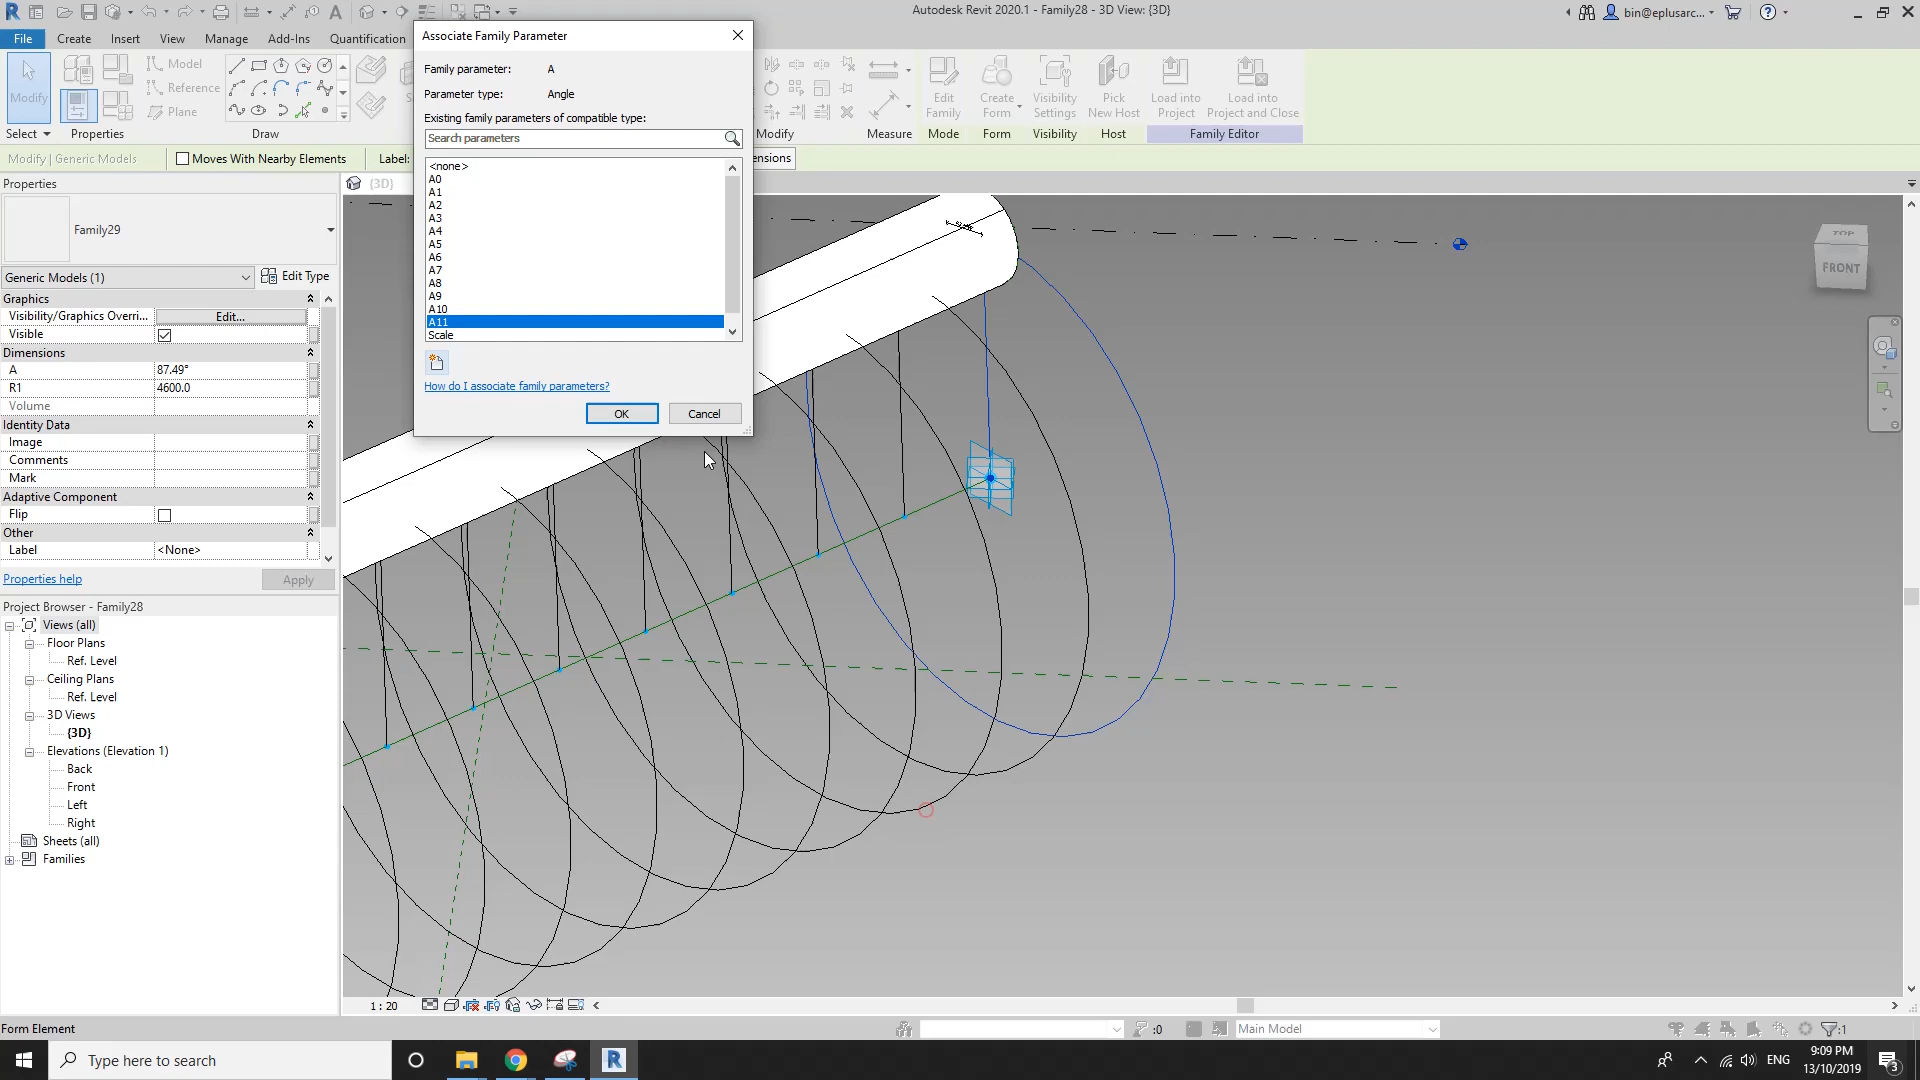 Autodesk Revit 2020.1 - Family28 - 3D View: {3D}
bin@eplusarc...
File
Create
Insert
View
Manage
Add-Ins
Quantification
Modify
Select
Properties
Model
Reference
Plane
Draw
Modify
Measure
Edit
Family
Mode
Create
Form
Form
Visibility
Settings
Visibility
Pick
New Host
Host
Load into
Project
Load into
Project and Close
Family Editor
Modify | Generic Models
Moves With Nearby Elements
Label:
ensions
Properties
Family29
Generic Models (1)
Edit Type
Graphics
Visibility/Graphics Overri...
Edit...
Visible
Dimensions
A
87.49°
R1
4600.0
Volume
Identity Data
Image
Comments
Mark
Adaptive Component
Flip
Other
Label
<None>
Properties help
Apply
Project Browser - Family28
Views (all)
Floor Plans
Ref. Level
Ceiling Plans
Ref. Level
3D Views
{3D}
Elevations (Elevation 1)
Back
Front
Left
Right
Sheets (all)
Families
{3D}
Associate Family Parameter
Family parameter:
A
Parameter type:
Angle
Existing family parameters of compatible type:
Search parameters
<none>
A0
A1
A2
A3
A4
A5
A6
A7
A8
A9
A10
A11
Scale
How do I associate family parameters?
OK
Cancel
TOP
FRONT
1 : 20
Form Element
:0
Main Model
:1
Type here to search
ENG
9:09 PM
13/10/2019
3